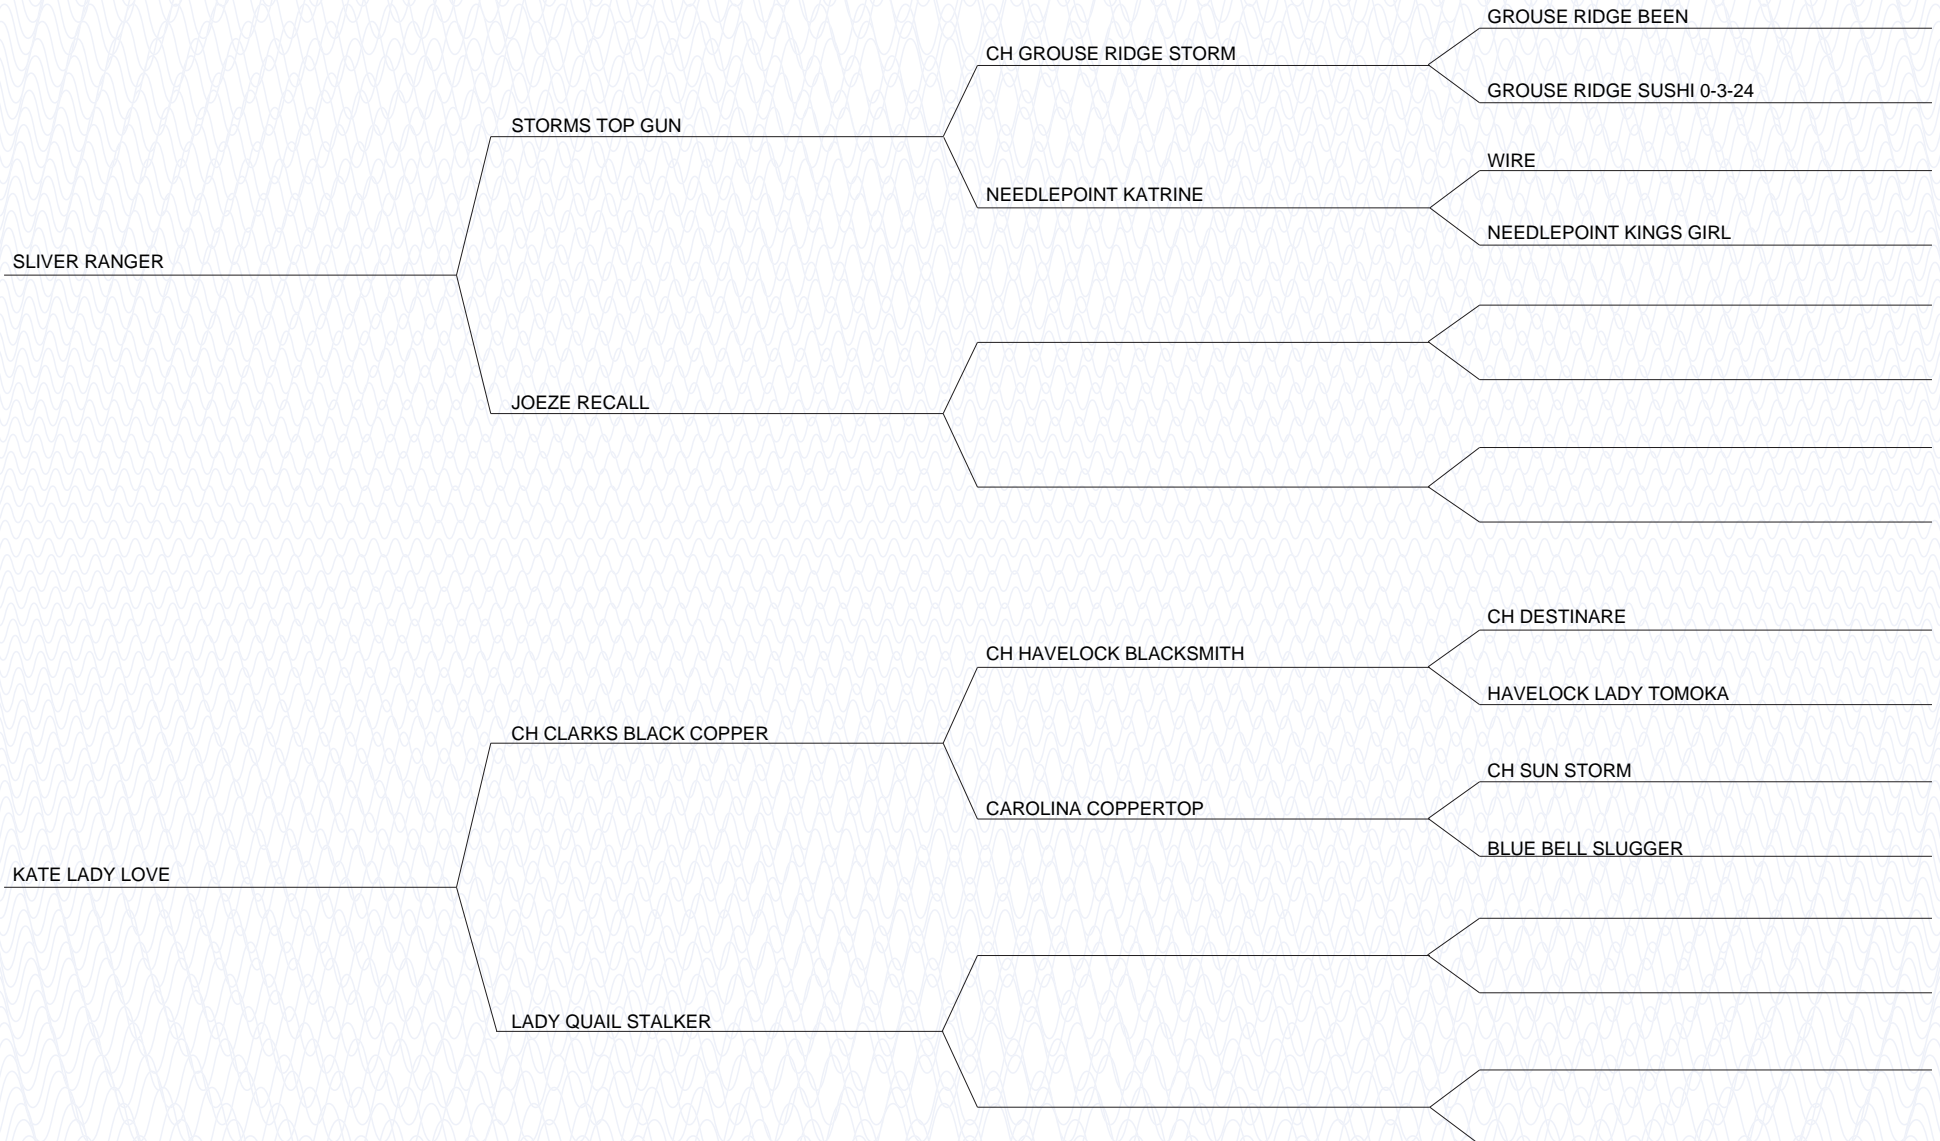 GROUSE RIDGE BEEN
CH GROUSE RIDGE STORM
GROUSE RIDGE SUSHI 0-3-24
STORMS TOP GUN
WIRE
NEEDLEPOINT KATRINE
NEEDLEPOINT KINGS GIRL
SLIVER RANGER
JOEZE RECALL
CH DESTINARE
CH HAVELOCK BLACKSMITH
HAVELOCK LADY TOMOKA
CH CLARKS BLACK COPPER
CH SUN STORM
CAROLINA COPPERTOP
BLUE BELL SLUGGER
KATE LADY LOVE
LADY QUAIL STALKER